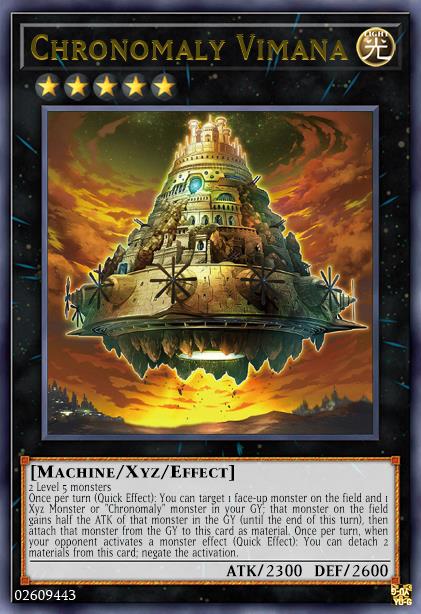 CHRONOMALY VIMANA
LIGHT
光
[MACHINE/XYZ/EFFECT]
2 Level 5 monsters
Once per turn (Quick Effect): You can target 1 face-up monster on the field and 1
Xyz Monster or "Chronomaly" monster in your GY; that monster on the field
gains half the ATK of that monster in the GY (until the end of this turn), then
attach that monster from the GY to this card as material. Once per turn, when
your opponent activates a monster effect (Quick Effect): You can detach 2
materials from this card; negate the activation.
ATK/2300 DEF/2600
02609443